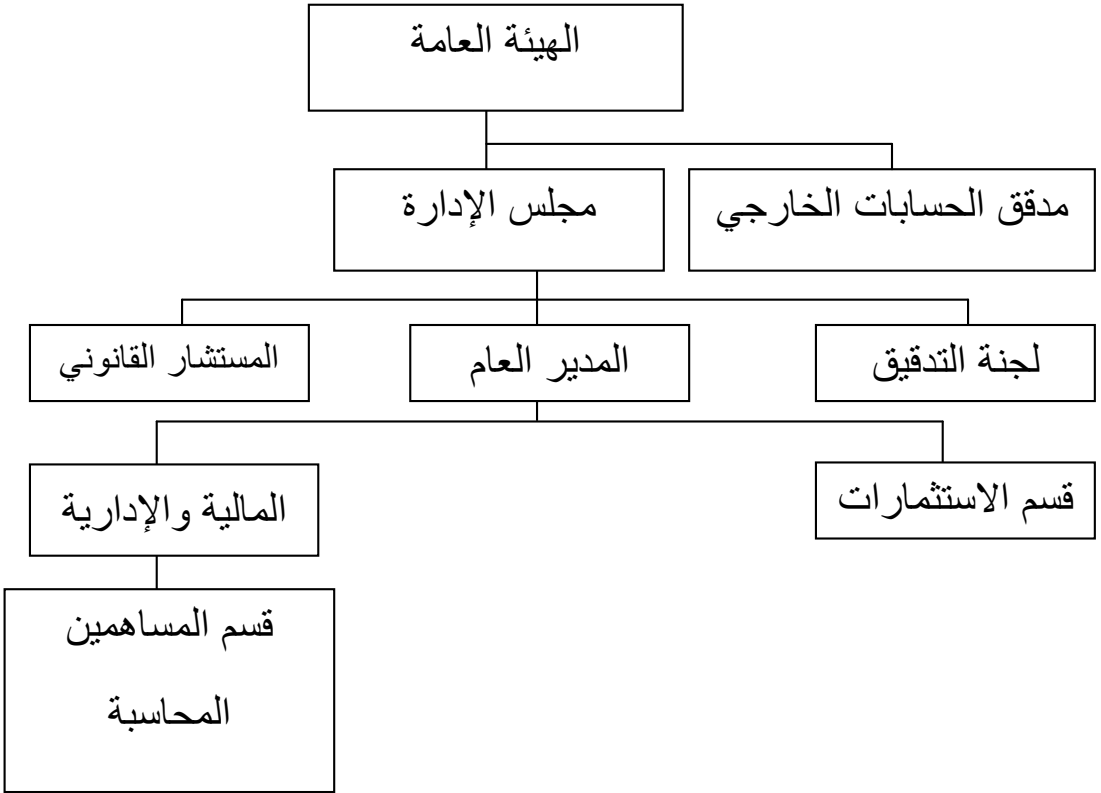 الهيئة العامة
مدقق الحسابات الخارجي
مجلس الإدارة
لجنة التدقيق
المدير العام
المستشار القانوني
قسم الاستثمارات
المالية والإدارية
قسم المساهمين
المحاسبة